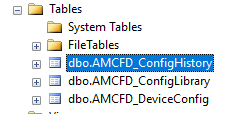 Tables
System Tables
FileTables
dbo.AMCFD_ConfigHistory
dbo.AMCFD_ConfigLibrary
dbo.AMCFD_DeviceConfig